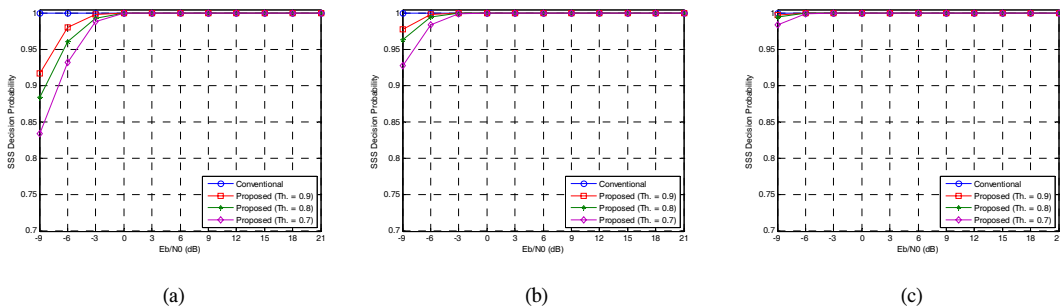 SSS Decision Probability
1
0.95
0.9
0.85
0.8
0.75
0.7
Conventional
Proposed (Th. = 0.9)
Proposed (Th. = 0.8)
Proposed (Th. = 0.7)
-9 -6 -3 0 3 6 9 12 15 18 21
Eb/N0 (dB)
(a)
SSS Decision Probability
1
0.95
0.9
0.85
0.8
0.75
0.7
Conventional
Proposed (Th. = 0.9)
Proposed (Th. = 0.8)
Proposed (Th. = 0.7)
-9 -6 -3 0 3 6 9 12 15 18 21
Eb/N0 (dB)
(b)
SSS Decision Probability
1
0.95
0.9
0.85
0.8
0.75
0.7
Conventional
Proposed (Th. = 0.9)
Proposed (Th. = 0.8)
Proposed (Th. = 0.7)
-9 -6 -3 0 3 6 9 12 15 18 2
Eb/N0 (dB)
(c)